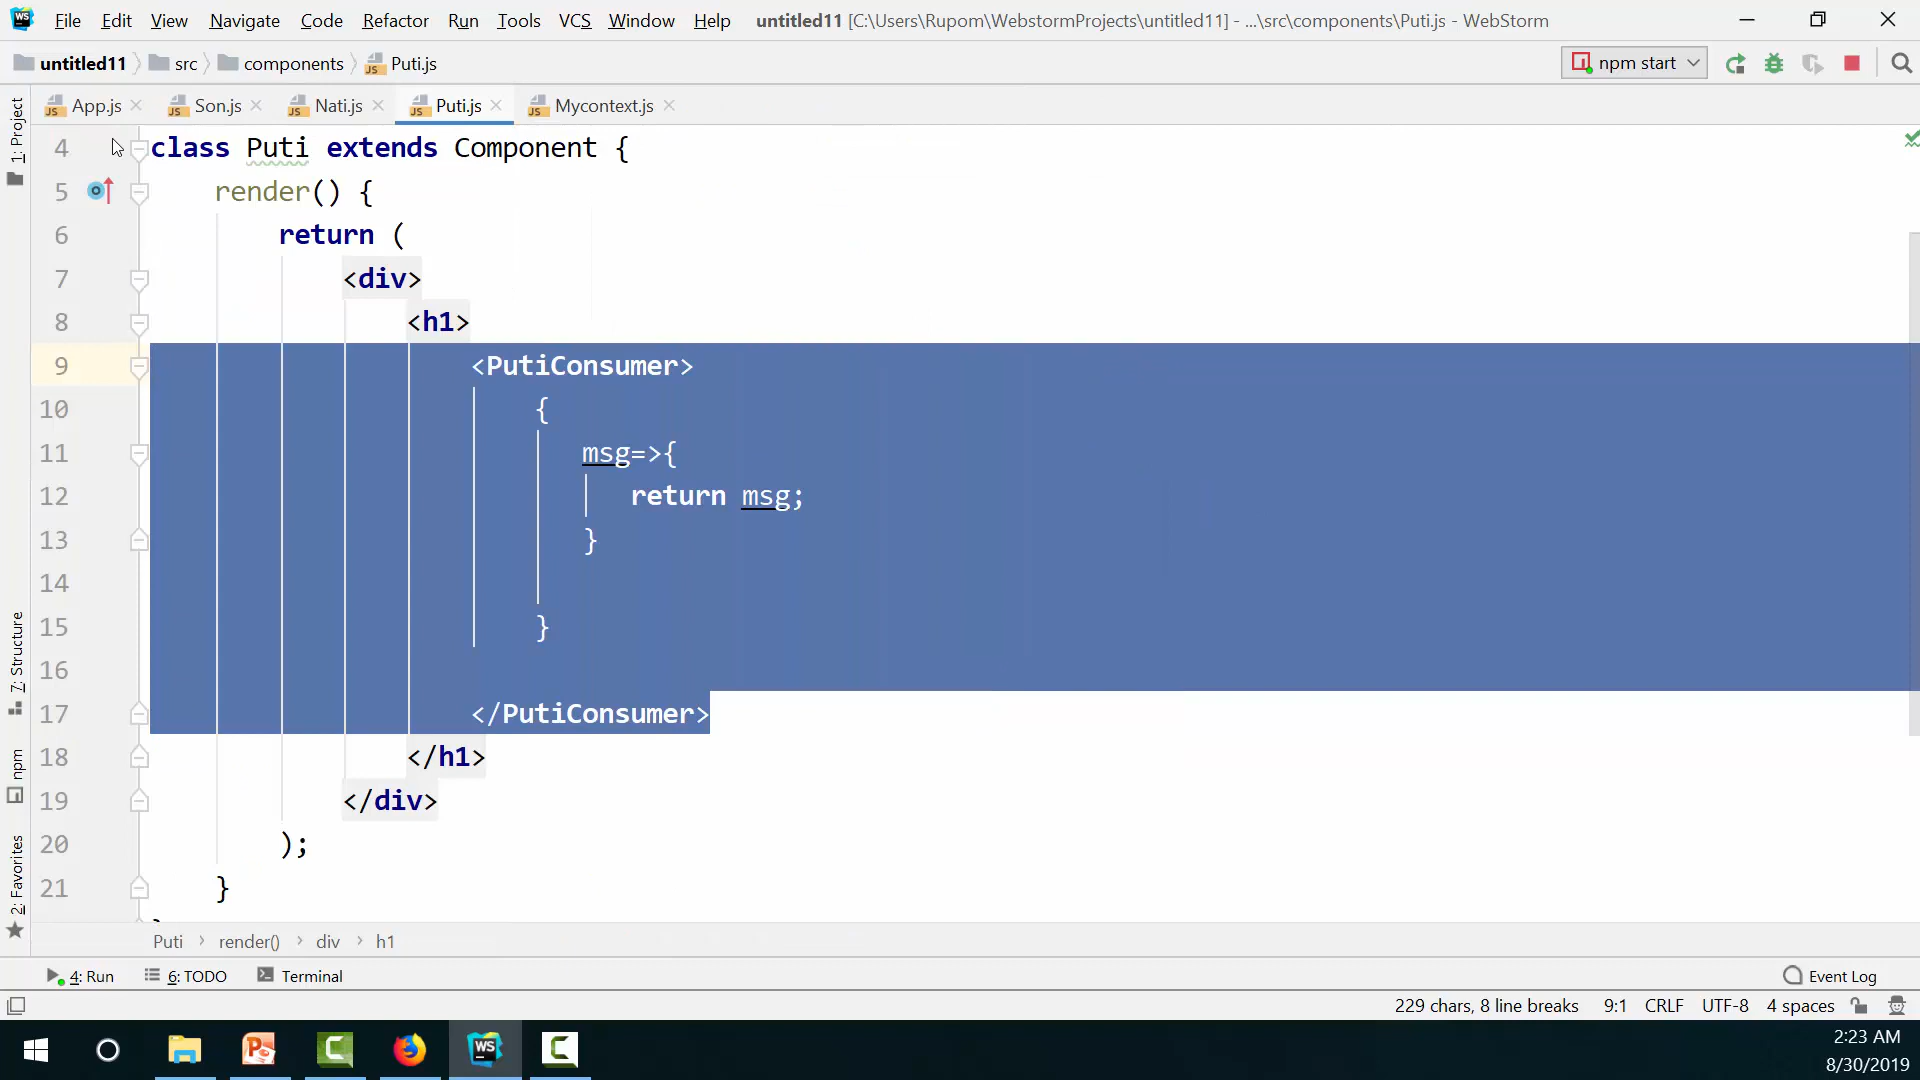 File Edit View Navigate Code Refactor Run Tools VCS Window Help untitled11 [C:\Users\Rupom\WebstormProjects\untitled11] - ...\src\components\Puti.js - WebStorm
untitled11 src components Puti.js npm start
App.js Son.js Nati.js Puti.js Mycontext.js
1: Project
7: Structure
npm
2: Favorites
4 class Puti extends Component {
5 render() {
6 return (
7 <div>
8 <h1>
9 <PutiConsumer>
10 {
11 msg=>{
12 return msg;
13 }
14
15 }
16
17 </PutiConsumer>
18 </h1>
19 </div>
20 );
21 }
Puti render() div h1
4: Run 6: TODO Terminal Event Log
229 chars, 8 line breaks 9:1 CRLF UTF-8 4 spaces
WS
2:23 AM
8/30/2019